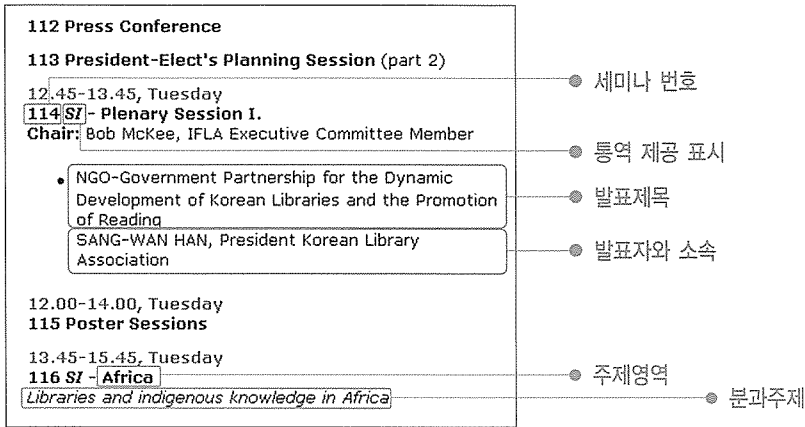 112 Press Conference
113 President-Elect's Planning Session (part 2)
12.45-13.45, Tuesday
114 SI - Plenary Session I.
Chair: Bob McKee, IFLA Executive Committee Member
• NGO-Government Partnership for the Dynamic
Development of Korean Libraries and the Promotion
of Reading
SANG-WAN HAN, President Korean Library
Association
12.00-14.00, Tuesday
115 Poster Sessions
13.45-15.45, Tuesday
116 SI - Africa
Libraries and indigenous knowledge in Africa
세미나 번호
통역 제공 표시
발표제목
발표자와 소속
주제영역
분과주제